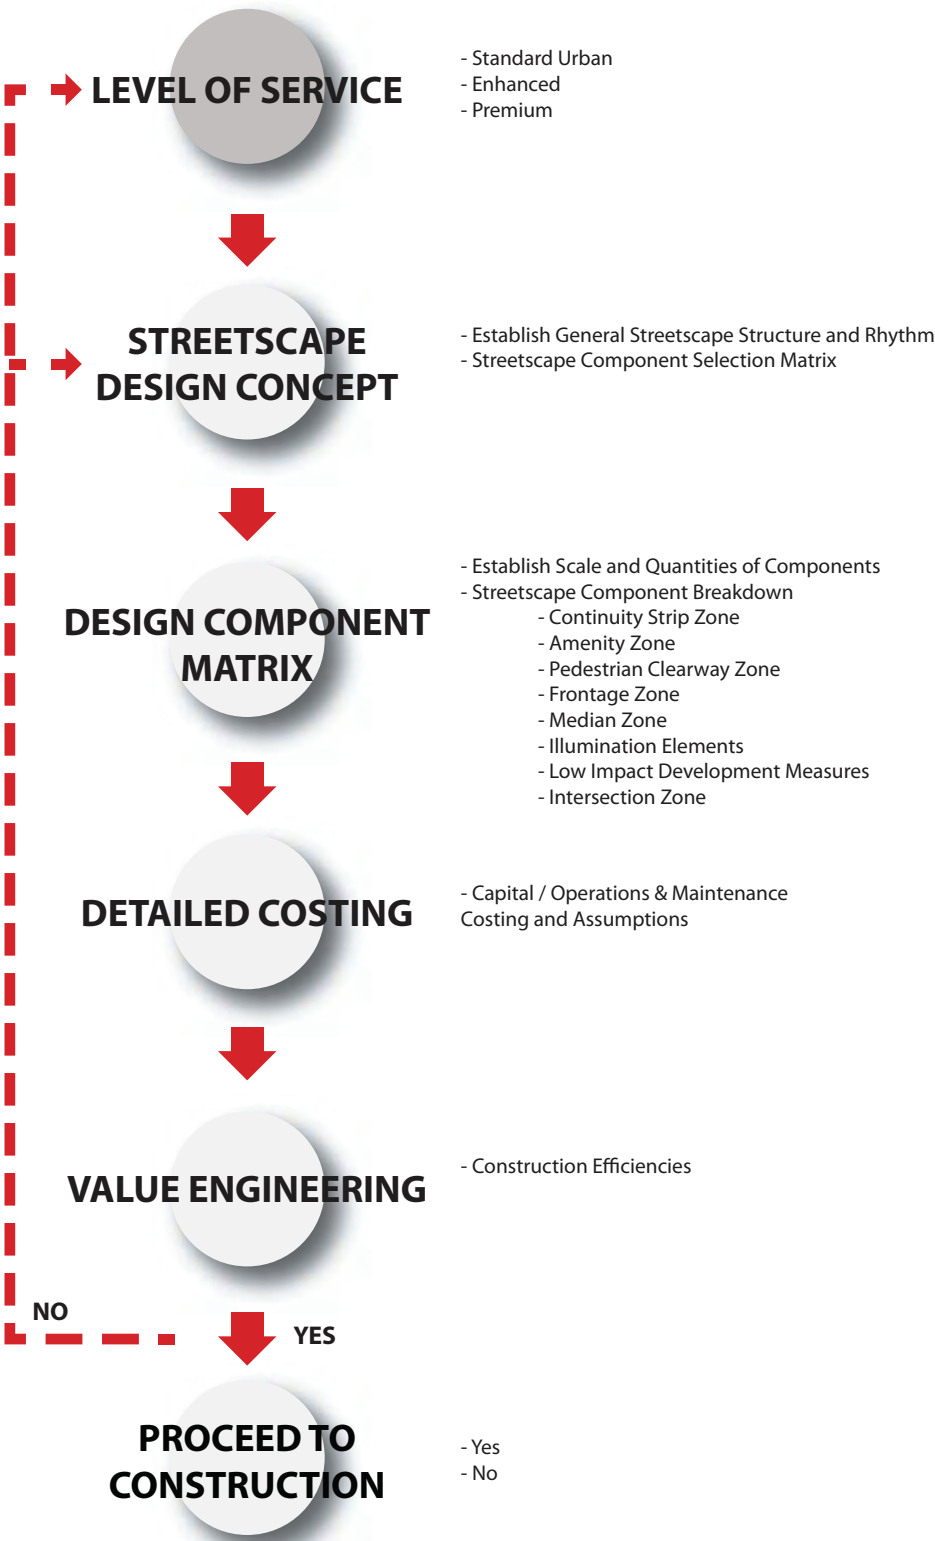 LEVEL OF SERVICE
- Standard Urban
- Enhanced
- Premium
STREETSCAPE
DESIGN CONCEPT
- Establish General Streetscape Structure and Rhythm
- Streetscape Component Selection Matrix
DESIGN COMPONENT
MATRIX
- Establish Scale and Quantities of Components
- Streetscape Component Breakdown
- Continuity Strip Zone
- Amenity Zone
- Pedestrian Clearway Zone
- Frontage Zone
- Median Zone
- Illumination Elements
- Low Impact Development Measures
- Intersection Zone
DETAILED COSTING
- Capital / Operations & Maintenance
Costing and Assumptions
VALUE ENGINEERING
- Construction Efficiencies
NO
YES
PROCEED TO
CONSTRUCTION
- Yes
- No